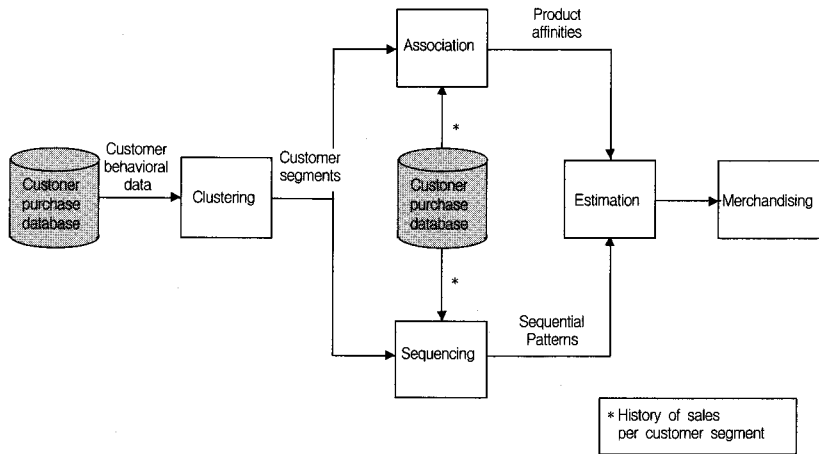 Product
affinities
Association
*
Customer
behavioral
data
Customer
segments
Custoner
purchase
database
Clustering
Customer
purchase
database
Estimation
Merchandising
*
Sequencing
Sequential
Patterns
* History of sales
per customer segment